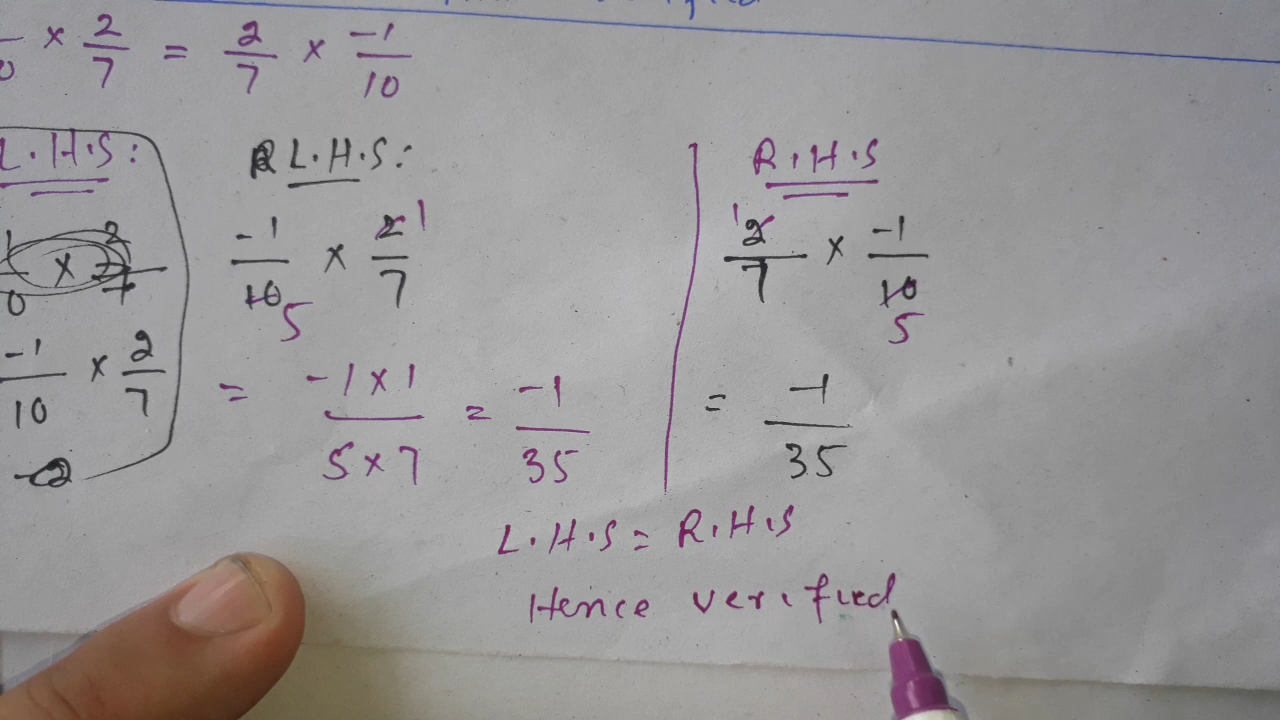 × 2/7 = 2/7 × -1/10
L.H.S:
-1/10 × 2/7
L.H.S:
-1/10 × 2/7
5 1
= -1×1/5×7 = -1/35
R.H.S
2/7 × -1/10
1 5
= -1/35
L.H.S = R.H.S
Hence verified